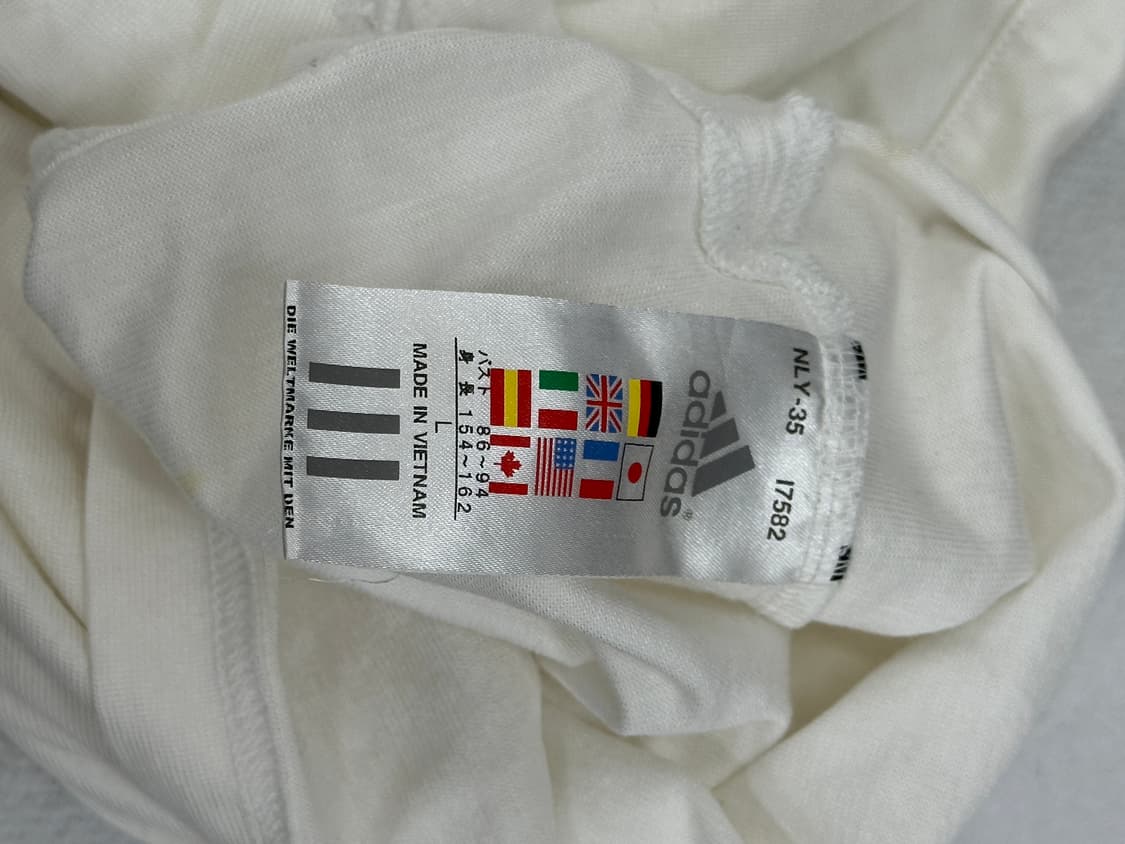 NLY-35 17582
adidas®
バスト 86~94
身 長 154~162
L
MADE IN VIETNAM
DIE WELTMARKE MIT DEN